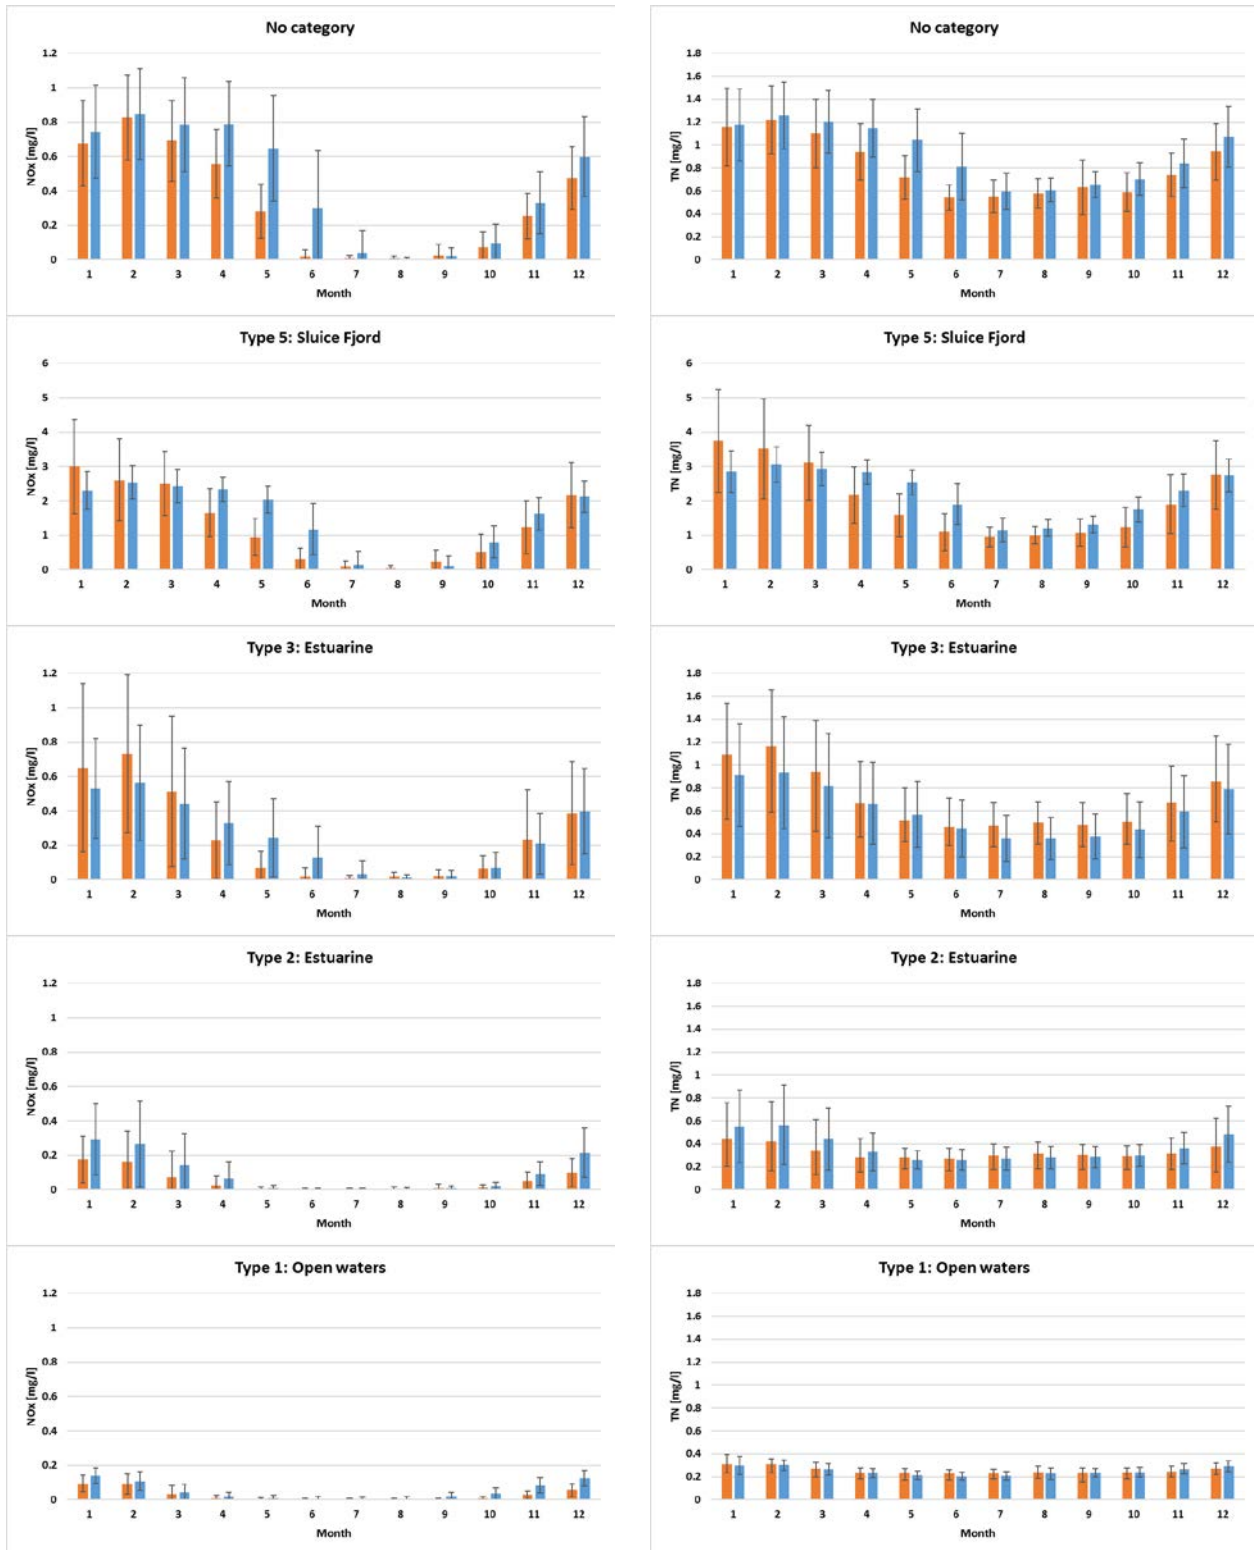 No category
1.2
1
0.8
0.6
0.4
0.2
0
NOx [mg/l]
1 2 3 4 5 6 7 8 9 10 11 12
Month
No category
1.8
1.6
1.4
1.2
1
0.8
0.6
0.4
0.2
0
TN [mg/l]
1 2 3 4 5 6 7 8 9 10 11 12
Month
Type 5: Sluice Fjord
6
5
4
3
2
1
0
NOx [mg/l]
1 2 3 4 5 6 7 8 9 10 11 12
Month
Type 5: Sluice Fjord
6
5
4
3
2
1
0
TN [mg/l]
1 2 3 4 5 6 7 8 9 10 11 12
Month
Type 3: Estuarine
1.2
1
0.8
0.6
0.4
0.2
0
NOx [mg/l]
1 2 3 4 5 6 7 8 9 10 11 12
Month
Type 3: Estuarine
1.8
1.6
1.4
1.2
1
0.8
0.6
0.4
0.2
0
TN [mg/l]
1 2 3 4 5 6 7 8 9 10 11 12
Month
Type 2: Estuarine
1.2
1
0.8
0.6
0.4
0.2
0
NOx [mg/l]
1 2 3 4 5 6 7 8 9 10 11 12
Month
Type 2: Estuarine
1.8
1.6
1.4
1.2
1
0.8
0.6
0.4
0.2
0
TN [mg/l]
1 2 3 4 5 6 7 8 9 10 11 12
Month
Type 1: Open waters
1.2
1
0.8
0.6
0.4
0.2
0
NOx [mg/l]
1 2 3 4 5 6 7 8 9 10 11 12
Month
Type 1: Open waters
1.8
1.6
1.4
1.2
1
0.8
0.6
0.4
0.2
0
TN [mg/l]
1 2 3 4 5 6 7 8 9 10 11 12
Month